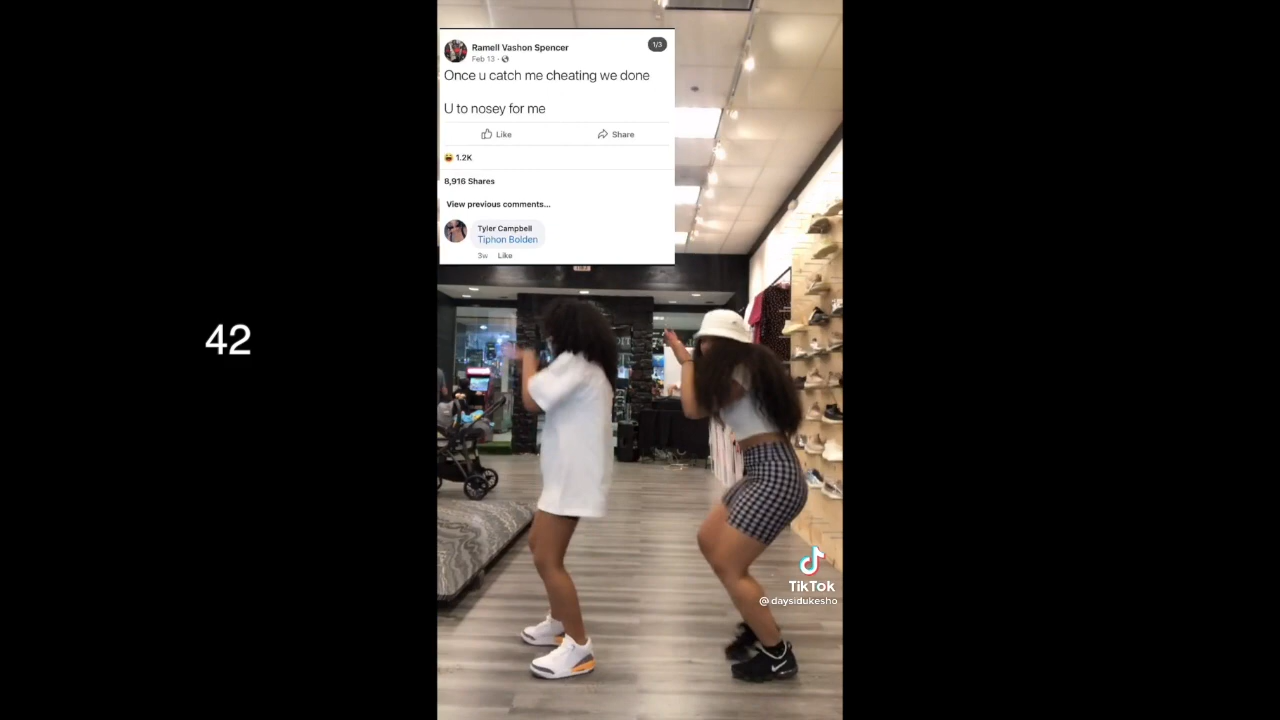 Ramell Vashon Spencer
1/3
Feb 13 ·
Once u catch me cheating we done
U to nosey for me
Like
Share
1.2K
8,916 Shares
View previous comments...
Tyler Campbell
Tiphon Bolden
3w Like
42
TikTok
@daysidukesho